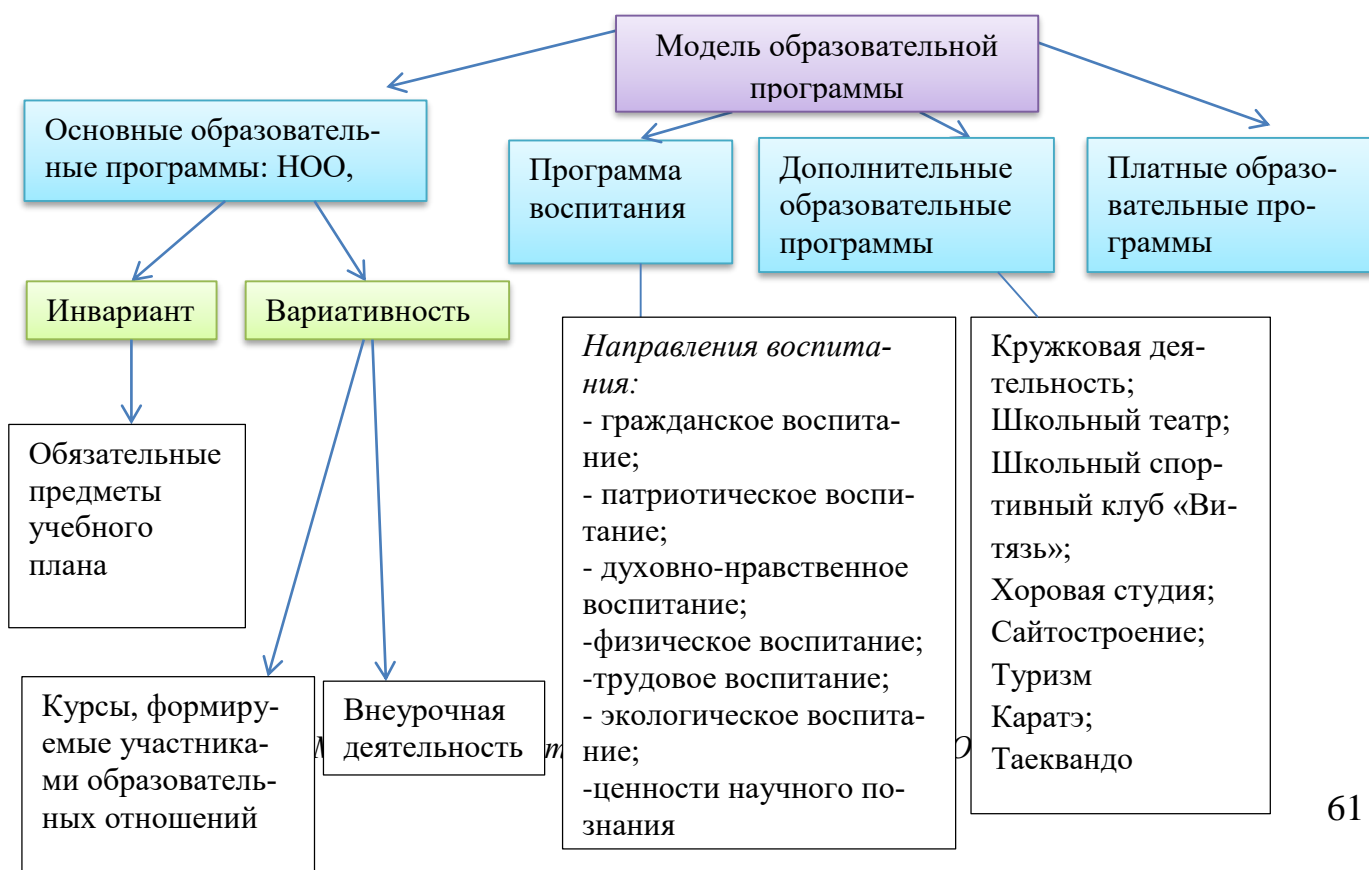 Модель образовательной
программы
Основные образователь-
ные программы: НОО,
Программа
воспитания
Дополнительные
образовательные
программы
Платные образо-
вательные про-
граммы
Инвариант
Вариативность
Обязательные
предметы
учебного
плана
Курсы, формиру-
емые участника-
ми образователь-
ных отношений
Внеурочная
деятельность
Направления воспита-
ния:
- гражданское воспита-
ние;
- патриотическое воспи-
тание;
- духовно-нравственное
воспитание;
-физическое воспитание;
-трудовое воспитание;
- экологическое воспита-
ние;
-ценности научного по-
знания
Кружковая дея-
тельность;
Школьный театр;
Школьный спор-
тивный клуб «Ви-
тязь»;
Хоровая студия;
Сайтостроение;
Туризм
Каратэ;
Таеквандо
61